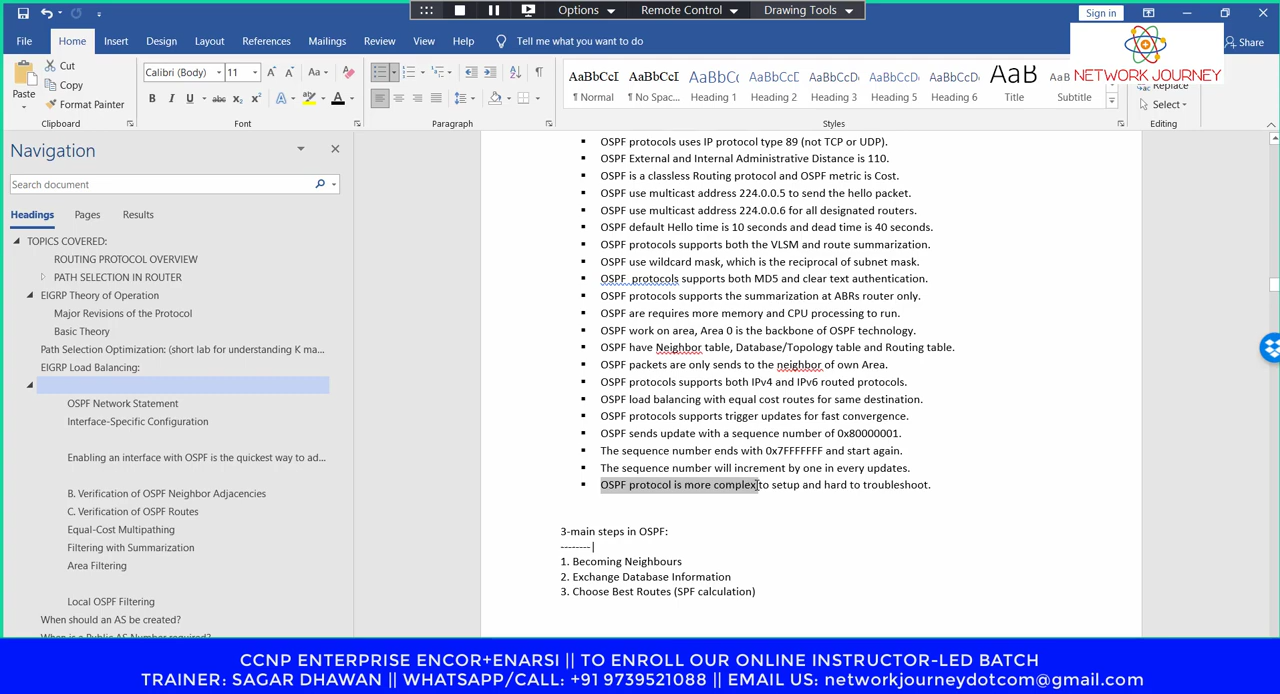 Options
Remote Control
Drawing Tools
Sign in
File
Home
Insert
Design
Layout
References
Mailings
Review
View
Help
Tell me what you want to do
Share
NETWORK JOURNEY
Paste
Cut
Copy
Format Painter
Clipboard
Calibri (Body)
11
Font
Paragraph
AaBbCcI
¶ Normal
AaBbCcI
¶ No Spac...
AaBbC
Heading 1
AaBbCcI
Heading 2
AaBbCcD
Heading 3
AaBbCcD
Heading 5
AaBbCcD
Heading 6
AaB
Title
Subtitle
Styles
Replace
Select
Editing
Navigation
Search document
Headings
Pages
Results
TOPICS COVERED:
ROUTING PROTOCOL OVERVIEW
PATH SELECTION IN ROUTER
EIGRP Theory of Operation
Major Revisions of the Protocol
Basic Theory
Path Selection Optimization: (short lab for understanding K ma...
EIGRP Load Balancing:
OSPF Network Statement
Interface-Specific Configuration
Enabling an interface with OSPF is the quickest way to ad...
B. Verification of OSPF Neighbor Adjacencies
C. Verification of OSPF Routes
Equal-Cost Multipathing
Filtering with Summarization
Area Filtering
Local OSPF Filtering
When should an AS be created?
When is a Public AS Number required?
OSPF protocols uses IP protocol type 89 (not TCP or UDP).
OSPF External and Internal Administrative Distance is 110.
OSPF is a classless Routing protocol and OSPF metric is Cost.
OSPF use multicast address 224.0.0.5 to send the hello packet.
OSPF use multicast address 224.0.0.6 for all designated routers.
OSPF default Hello time is 10 seconds and dead time is 40 seconds.
OSPF protocols supports both the VLSM and route summarization.
OSPF use wildcard mask, which is the reciprocal of subnet mask.
OSPF  protocols supports both MD5 and clear text authentication.
OSPF protocols supports the summarization at ABRs router only.
OSPF are requires more memory and CPU processing to run.
OSPF work on area, Area 0 is the backbone of OSPF technology.
OSPF have Neighbor table, Database/Topology table and Routing table.
OSPF packets are only sends to the neighbor of own Area.
OSPF protocols supports both IPv4 and IPv6 routed protocols.
OSPF load balancing with equal cost routes for same destination.
OSPF protocols supports trigger updates for fast convergence.
OSPF sends update with a sequence number of 0x80000001.
The sequence number ends with 0x7FFFFFFF and start again.
The sequence number will increment by one in every updates.
OSPF protocol is more complex to setup and hard to troubleshoot.
3-main steps in OSPF:
--------|
1. Becoming Neighbours
2. Exchange Database Information
3. Choose Best Routes (SPF calculation)
CCNP ENTERPRISE ENCOR+ENARSI || TO ENROLL OUR ONLINE INSTRUCTOR-LED BATCH
TRAINER: SAGAR DHAWAN || WHATSAPP/CALL: +91 9739521088 || EMAIL US: networkjourneydotcom@gmail.com